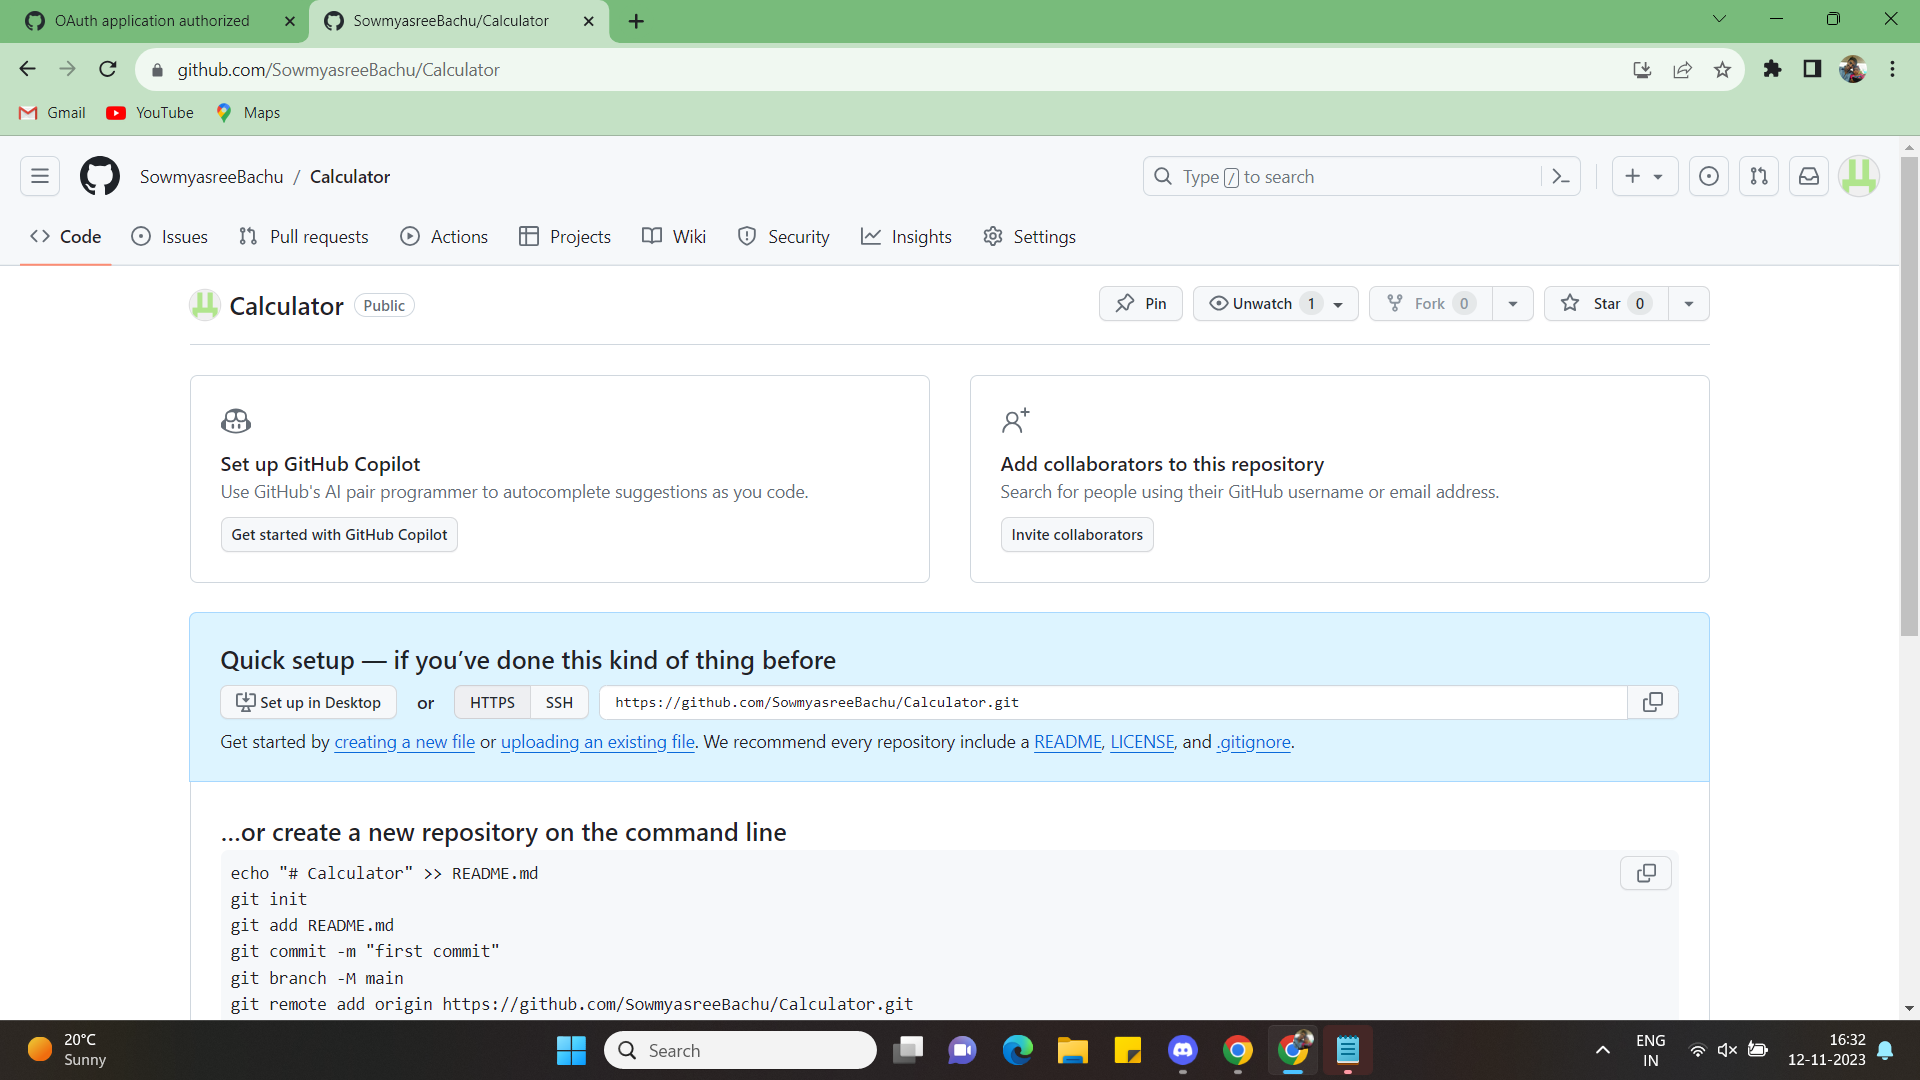 OAuth application authorized
SowmyasreeBachu/Calculator
github.com/SowmyasreeBachu/Calculator
Gmail YouTube Maps
SowmyasreeBachu / Calculator
Type / to search
Code Issues Pull requests Actions Projects Wiki Security Insights Settings
Calculator Public
Pin Unwatch 1 Fork 0 Star 0
Set up GitHub Copilot
Use GitHub's AI pair programmer to autocomplete suggestions as you code.
Get started with GitHub Copilot
Add collaborators to this repository
Search for people using their GitHub username or email address.
Invite collaborators
Quick setup — if you’ve done this kind of thing before
Set up in Desktop or HTTPS SSH https://github.com/SowmyasreeBachu/Calculator.git
Get started by creating a new file or uploading an existing file. We recommend every repository include a README, LICENSE, and .gitignore.
…or create a new repository on the command line
echo "# Calculator" >> README.md
git init
git add README.md
git commit -m "first commit"
git branch -M main
git remote add origin https://github.com/SowmyasreeBachu/Calculator.git
20°C
Sunny
Search
ENG
IN
16:32
12-11-2023